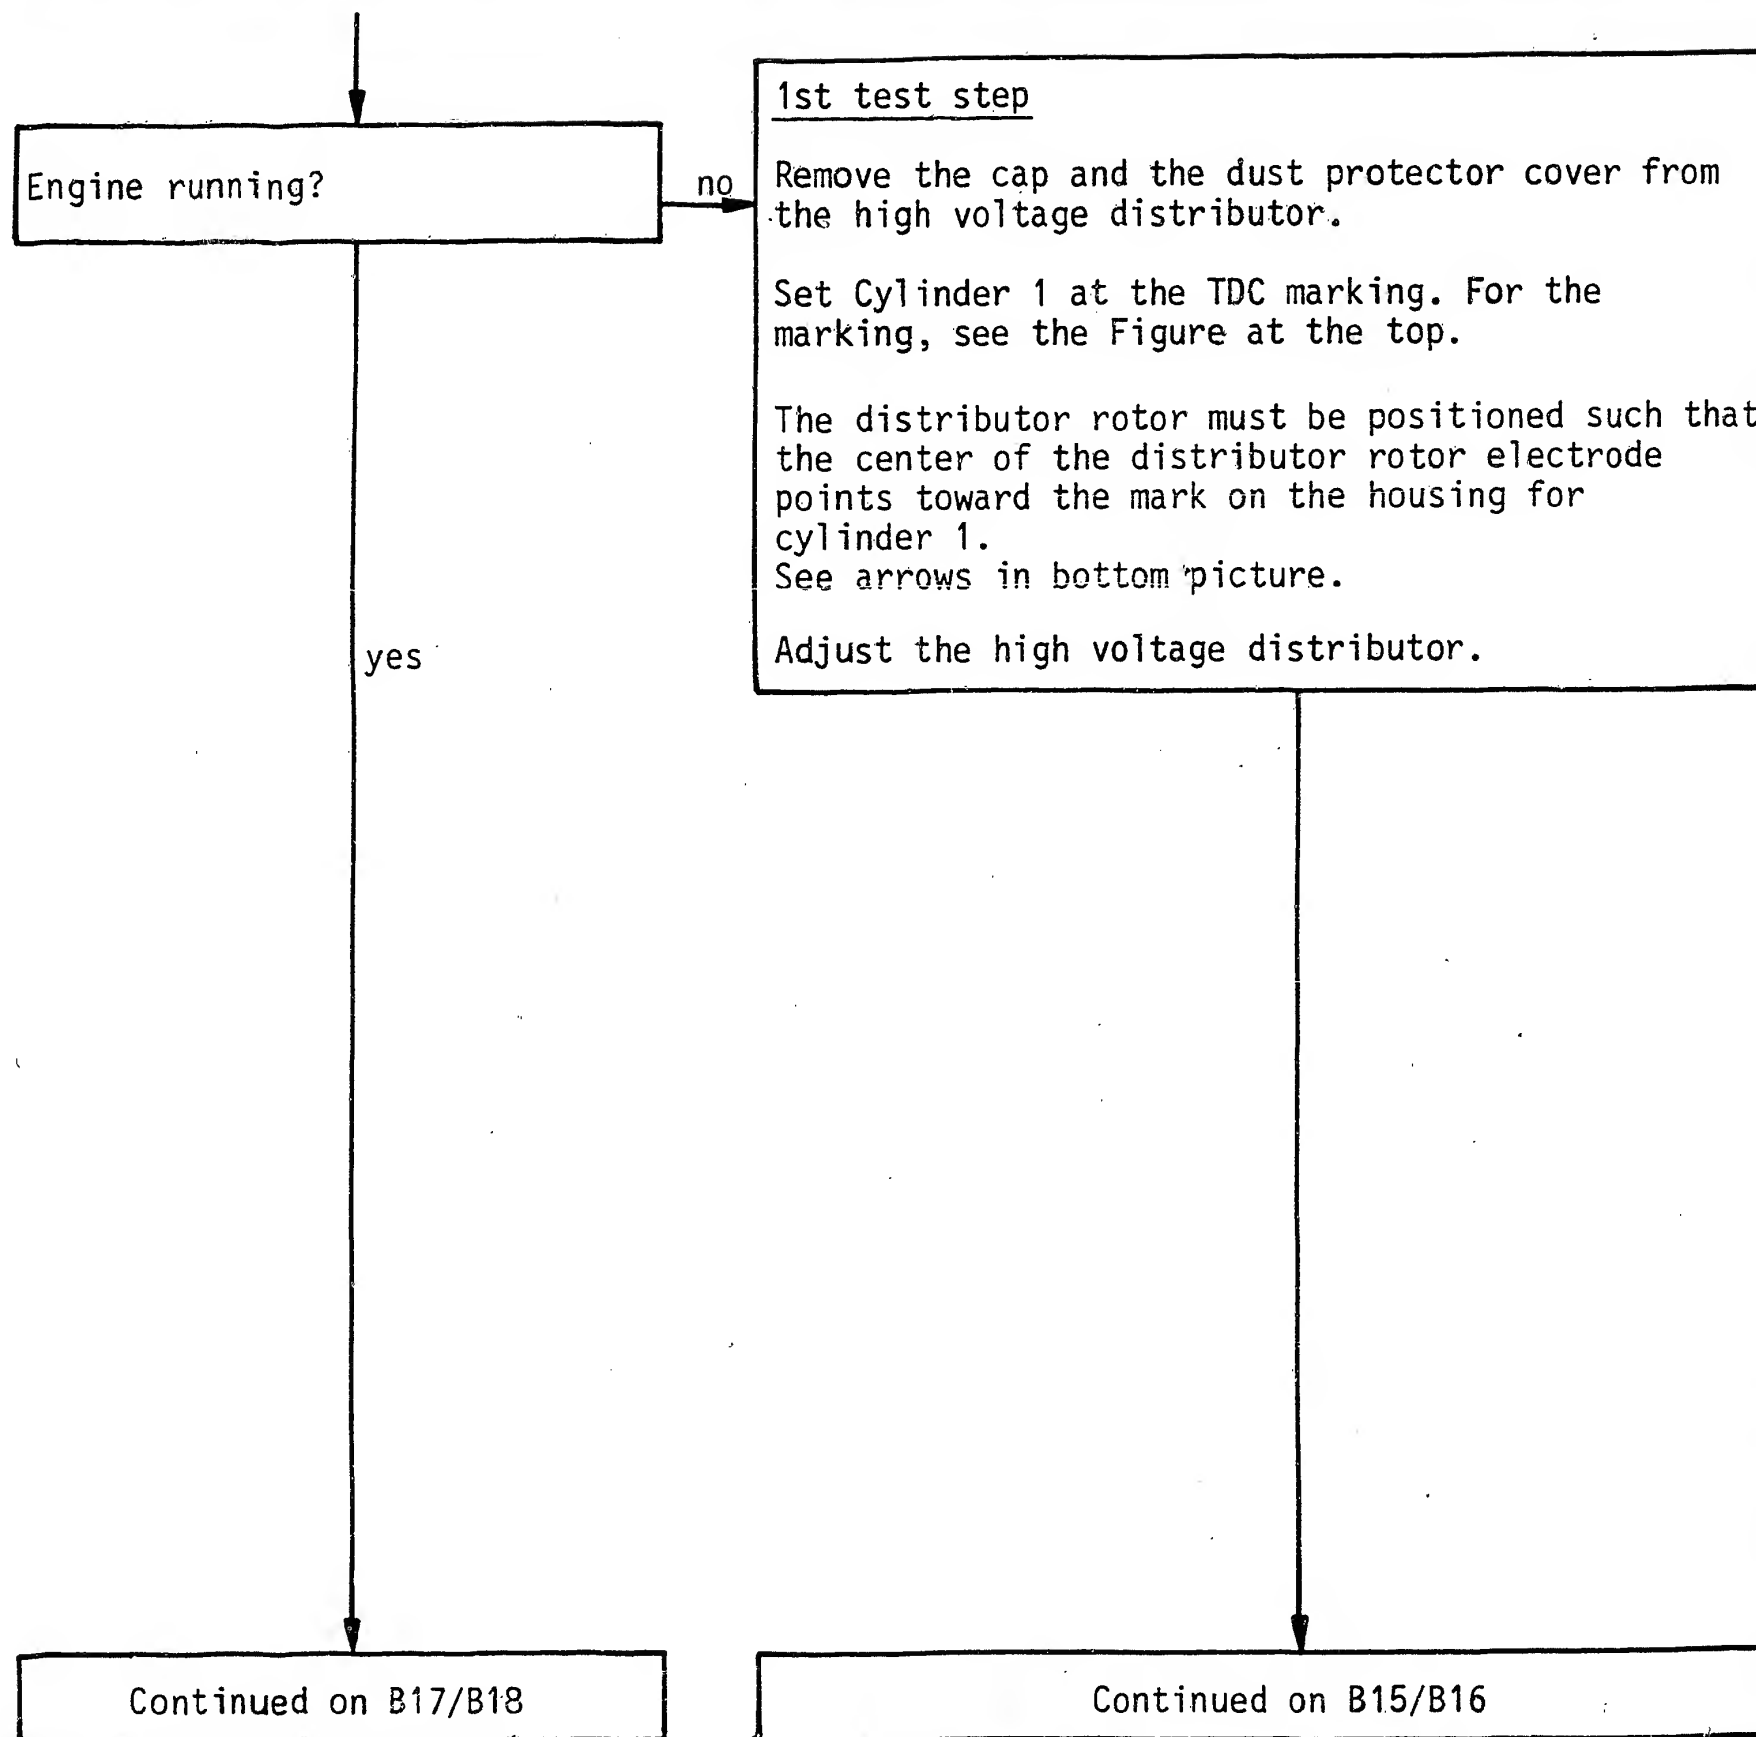 Engine running?
no
1st test step
Remove the cap and the dust protector cover from
the high voltage distributor.
Set Cylinder 1 at the TDC marking. For the
marking, see the Figure at the top.
The distributor rotor must be positioned such that
the center of the distributor rotor electrode
points toward the mark on the housing for
cylinder 1.
See arrows in bottom picture.
Adjust the high voltage distributor.
yes
Continued on B17/B18
Continued on B15/B16